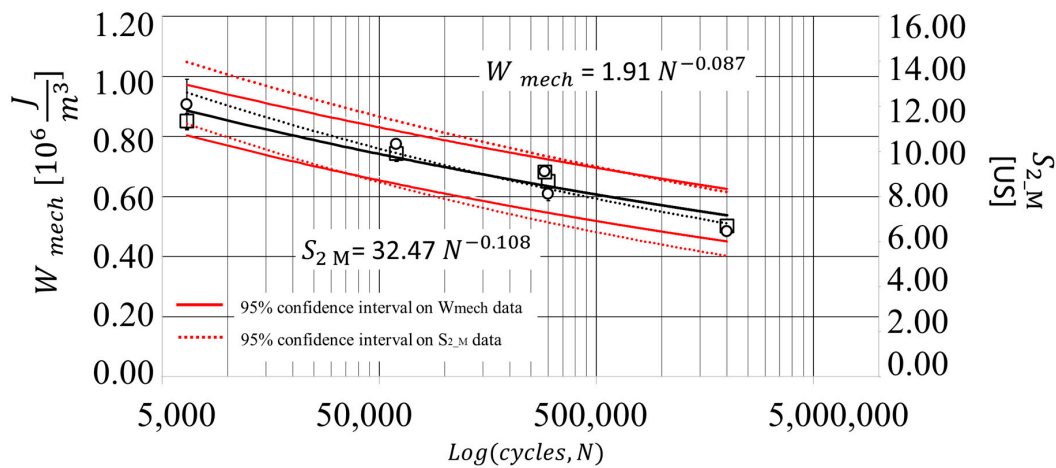 1.20
1.00
0.80
0.60
0.40
0.20
0.00
W mech [10^6 J/m^3]
16.00
14.00
12.00
10.00
8.00
6.00
4.00
2.00
0.00
S2_M
[US]
W mech = 1.91 N^−0.087
S2 M = 32.47 N^−0.108
95% confidence interval on Wmech data
95% confidence interval on S2_M data
5,000 50,000 500,000 5,000,000
Log(cycles, N)